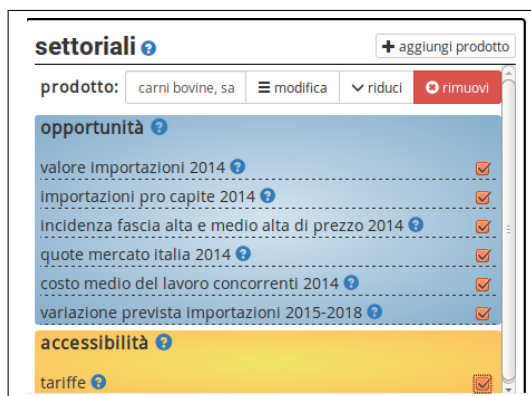 settoriali ?
+ aggiungi prodotto
prodotto: carni bovine, sa modifica riduci rimuovi
opportunità ?
valore importazioni 2014 ?
importazioni pro capite 2014 ?
incidenza fascia alta e medio alta di prezzo 2014 ?
quote mercato italia 2014 ?
costo medio del lavoro concorrenti 2014 ?
variazione prevista importazioni 2015-2018 ?
accessibilità ?
tariffe ?